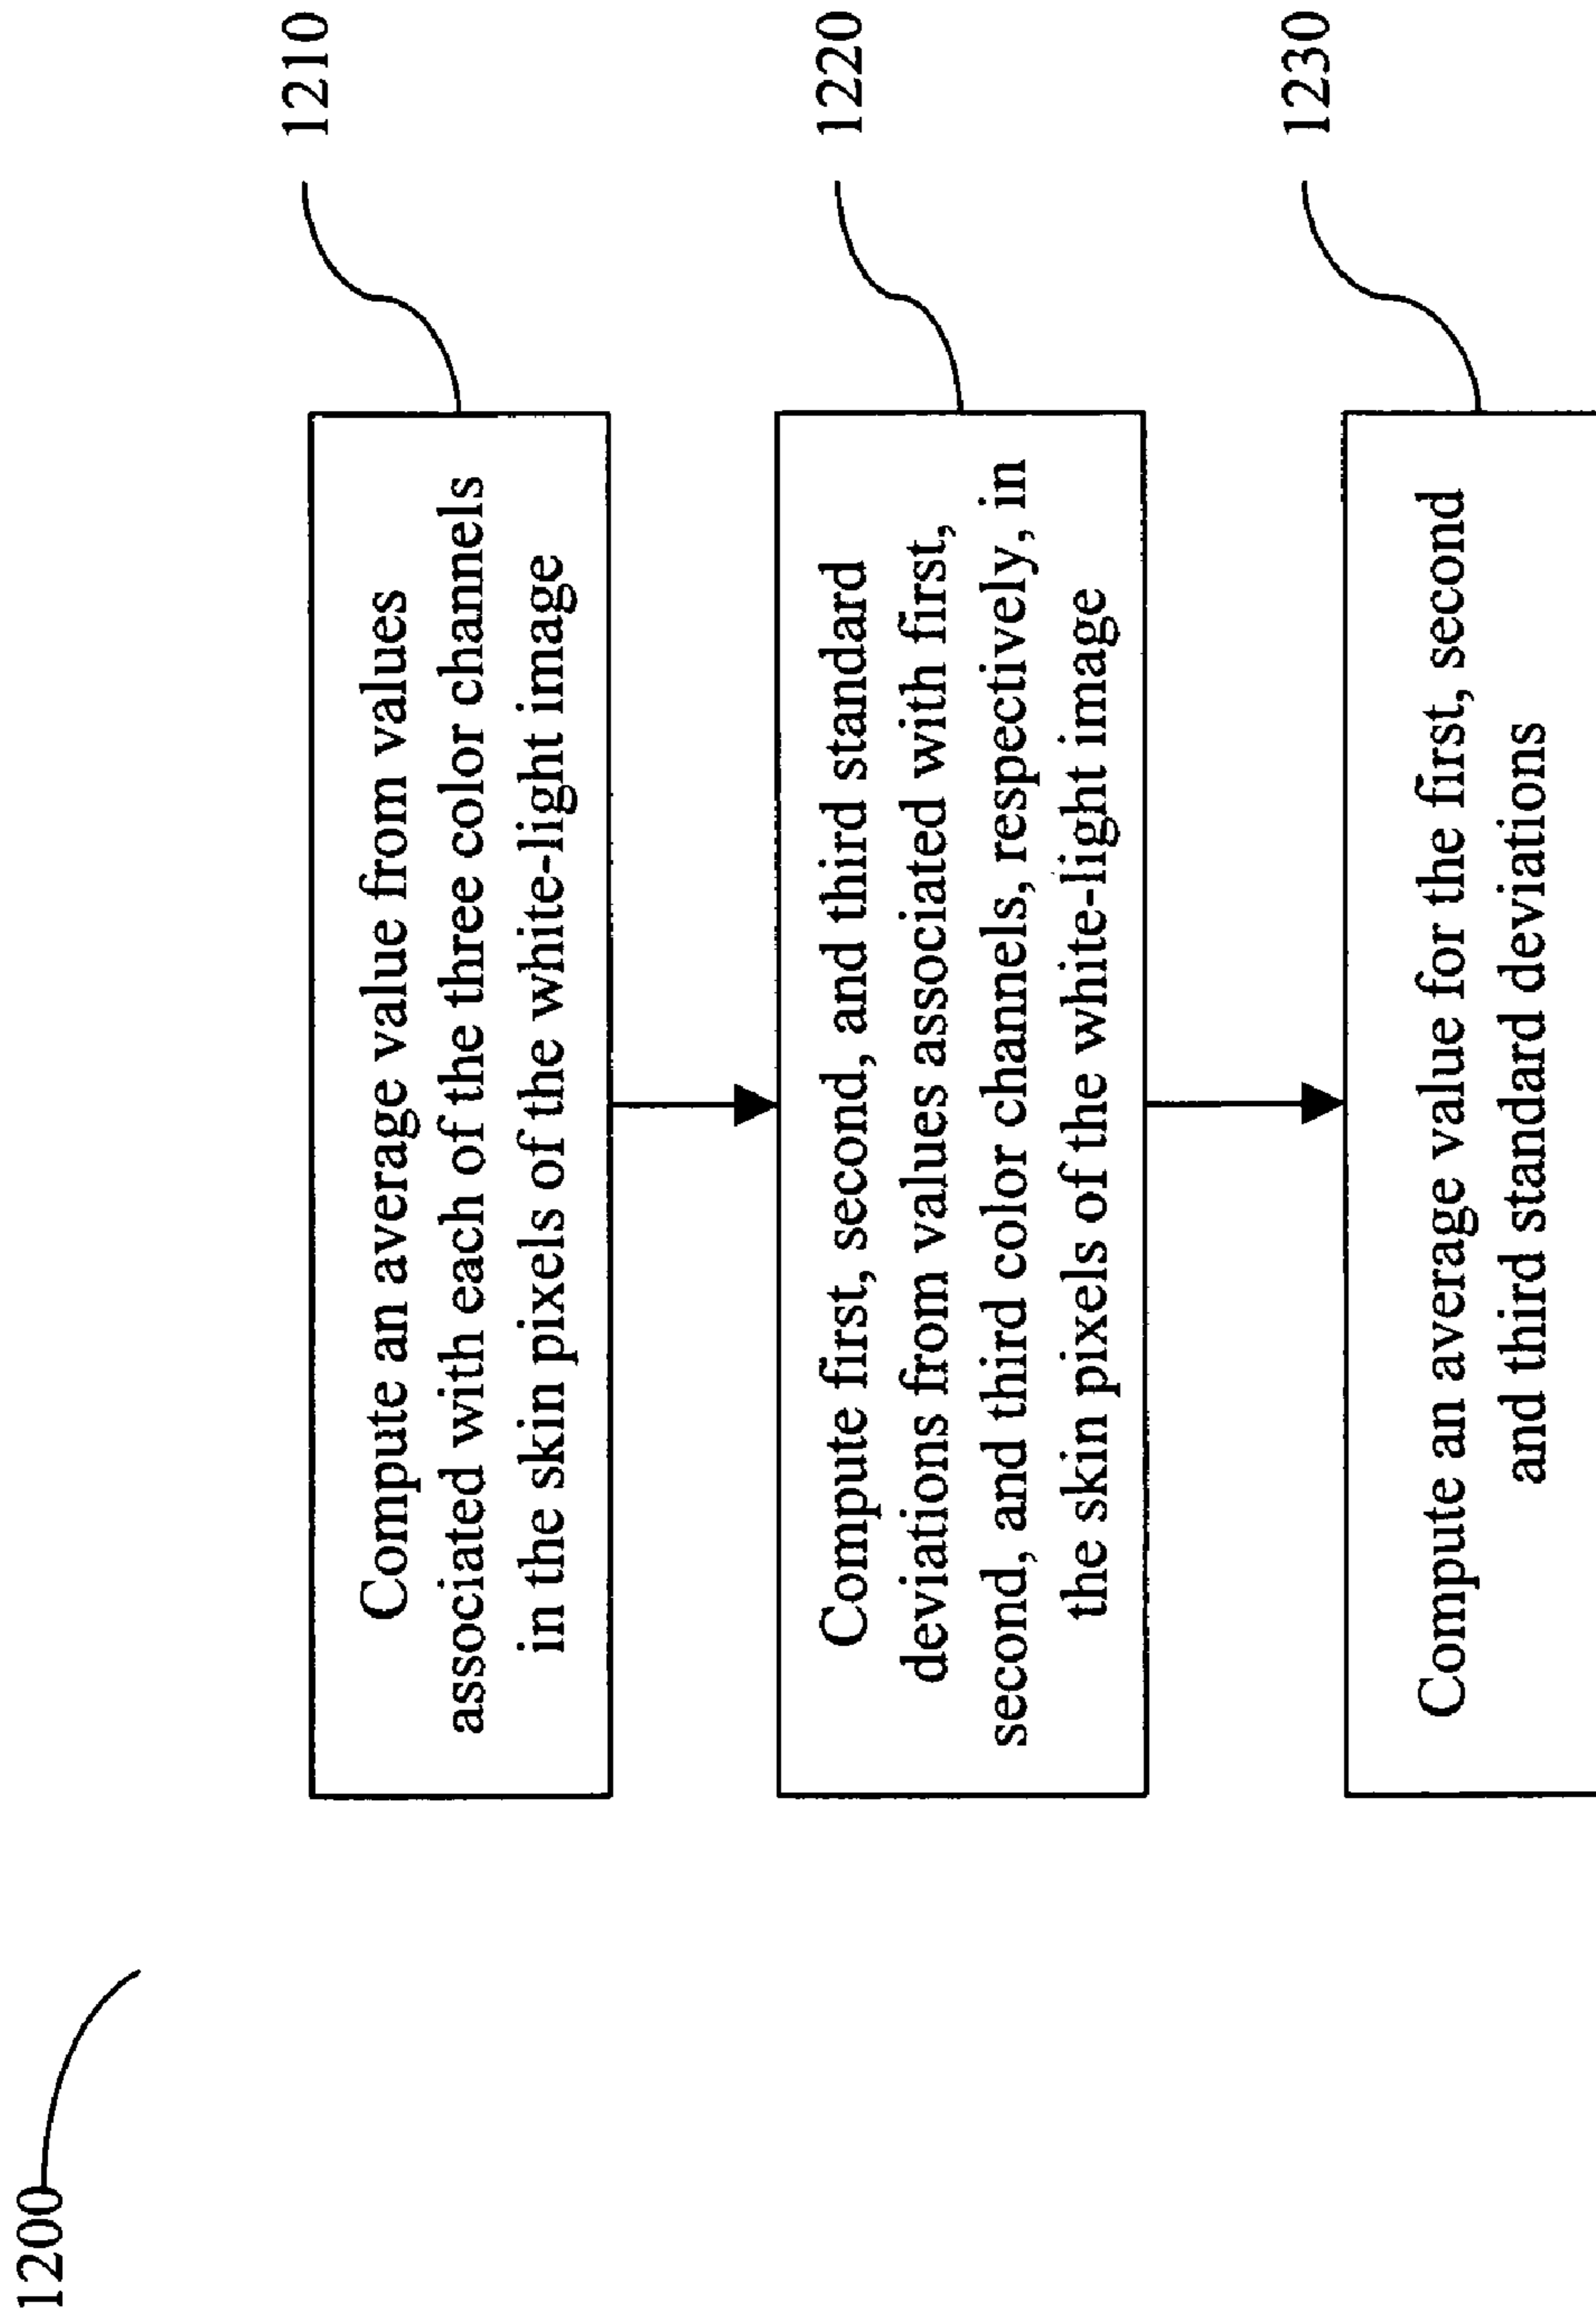 1200
Compute an average value from values
associated with each of the three color channels
in the skin pixels of the white-light image
1210
Compute first, second, and third standard
deviations from values associated with first,
second, and third color channels, respectively, in
the skin pixels of the white-light image
1220
Compute an average value for the first, second
and third standard deviations
1230